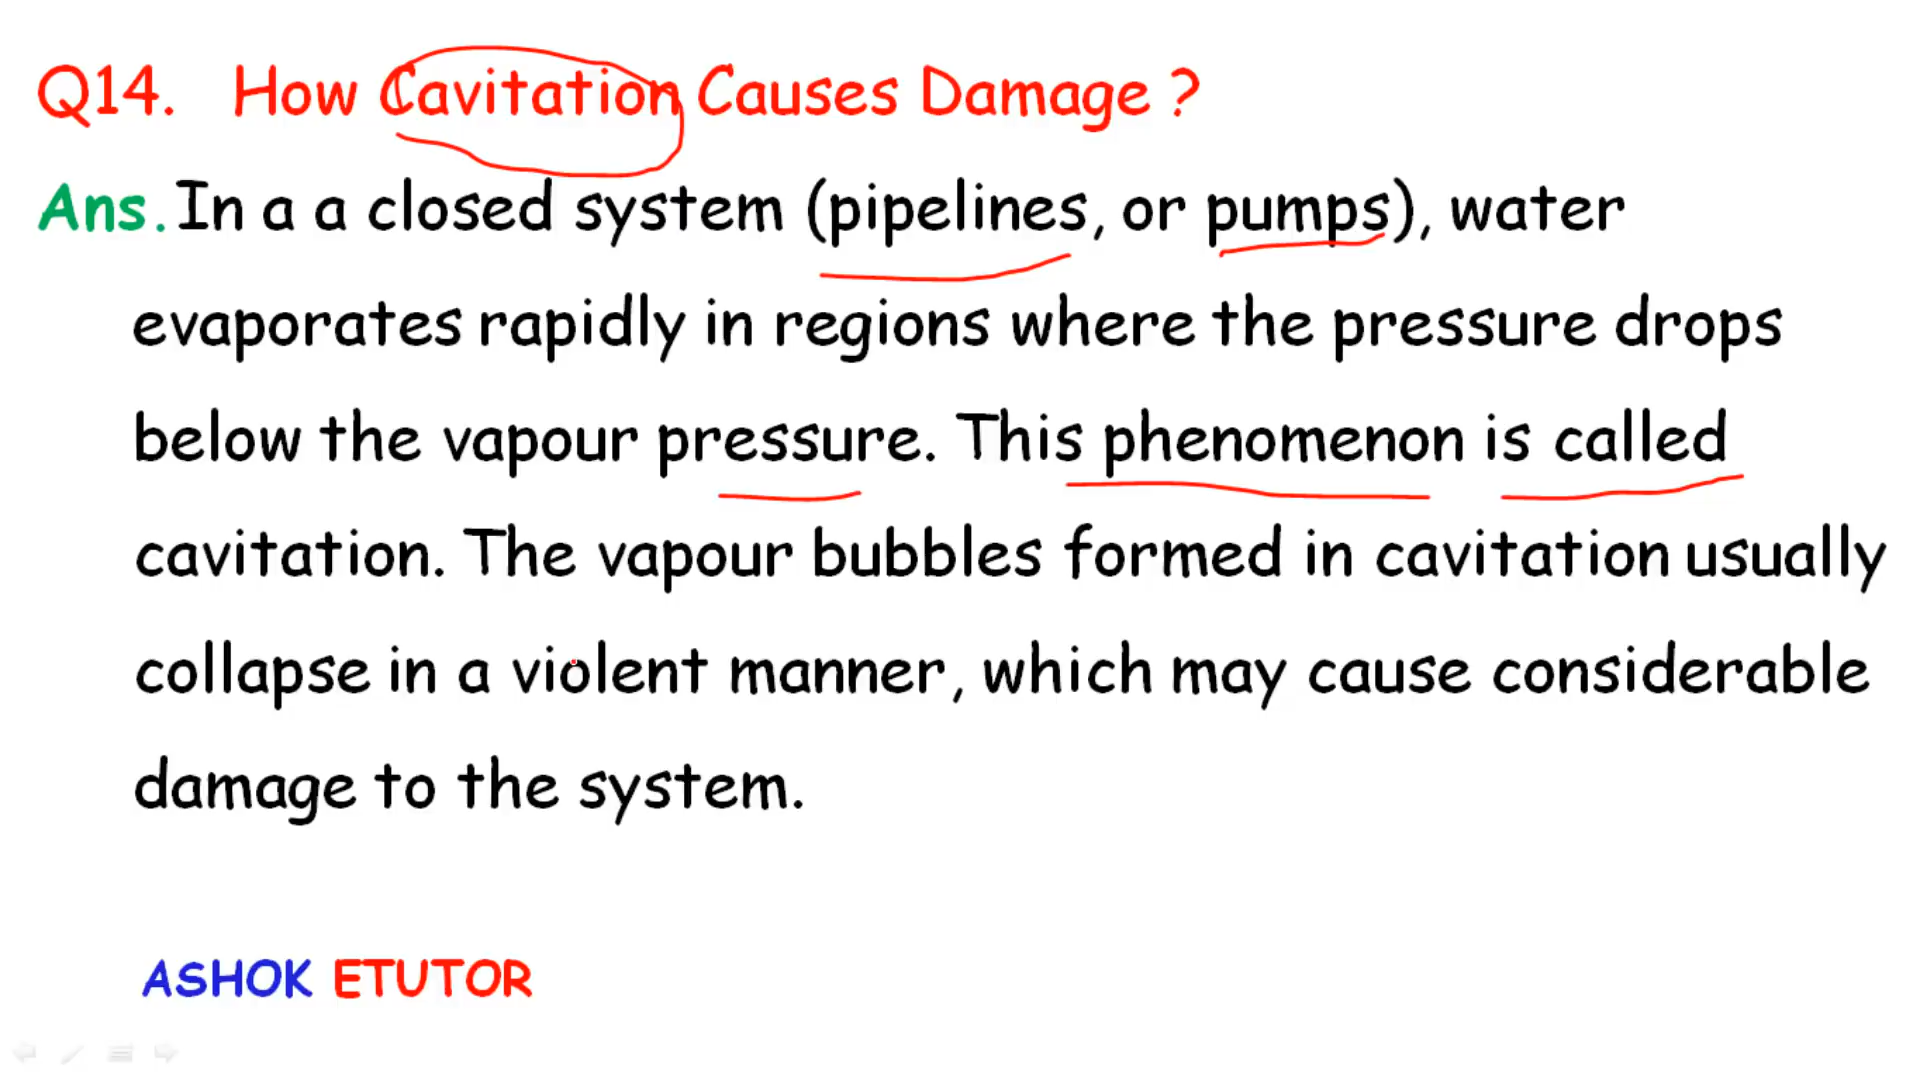 Q14. How Cavitation Causes Damage ?
Ans. In a a closed system (pipelines, or pumps), water
evaporates rapidly in regions where the pressure drops
below the vapour pressure. This phenomenon is called
cavitation. The vapour bubbles formed in cavitation usually
collapse in a violent manner, which may cause considerable
damage to the system.
ASHOK ETUTOR